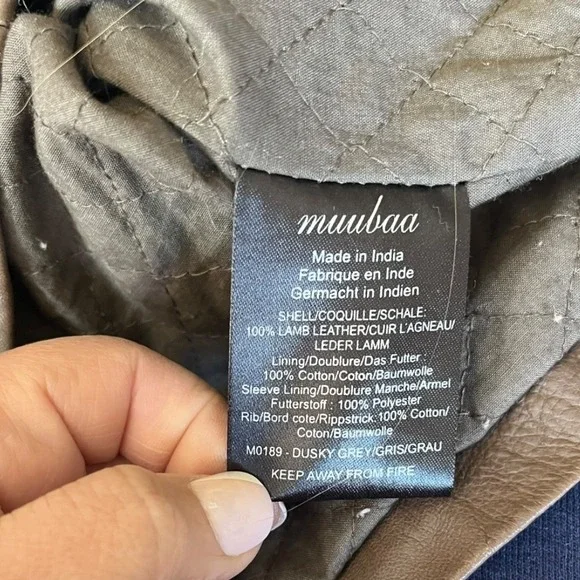 muubaa
Made in India
Fabrique en Inde
Germacht in Indien
SHELL/COQUILLE/SCHALE:
100% LAMB LEATHER/CUIR L'AGNEAU/
LEDER LAMM
Lining/Doublure/Das Futter :
100% Cotton/Coton/Baumwolle
Sleeve Lining/Doublure Manche/Armel
Futterstoff : 100% Polyester
Rib/Bord cote/Rippstrick:100% Cotton/
Coton/Baumwolle
M0189 - DUSKY GREY/GRIS/GRAU
KEEP AWAY FROM FIRE